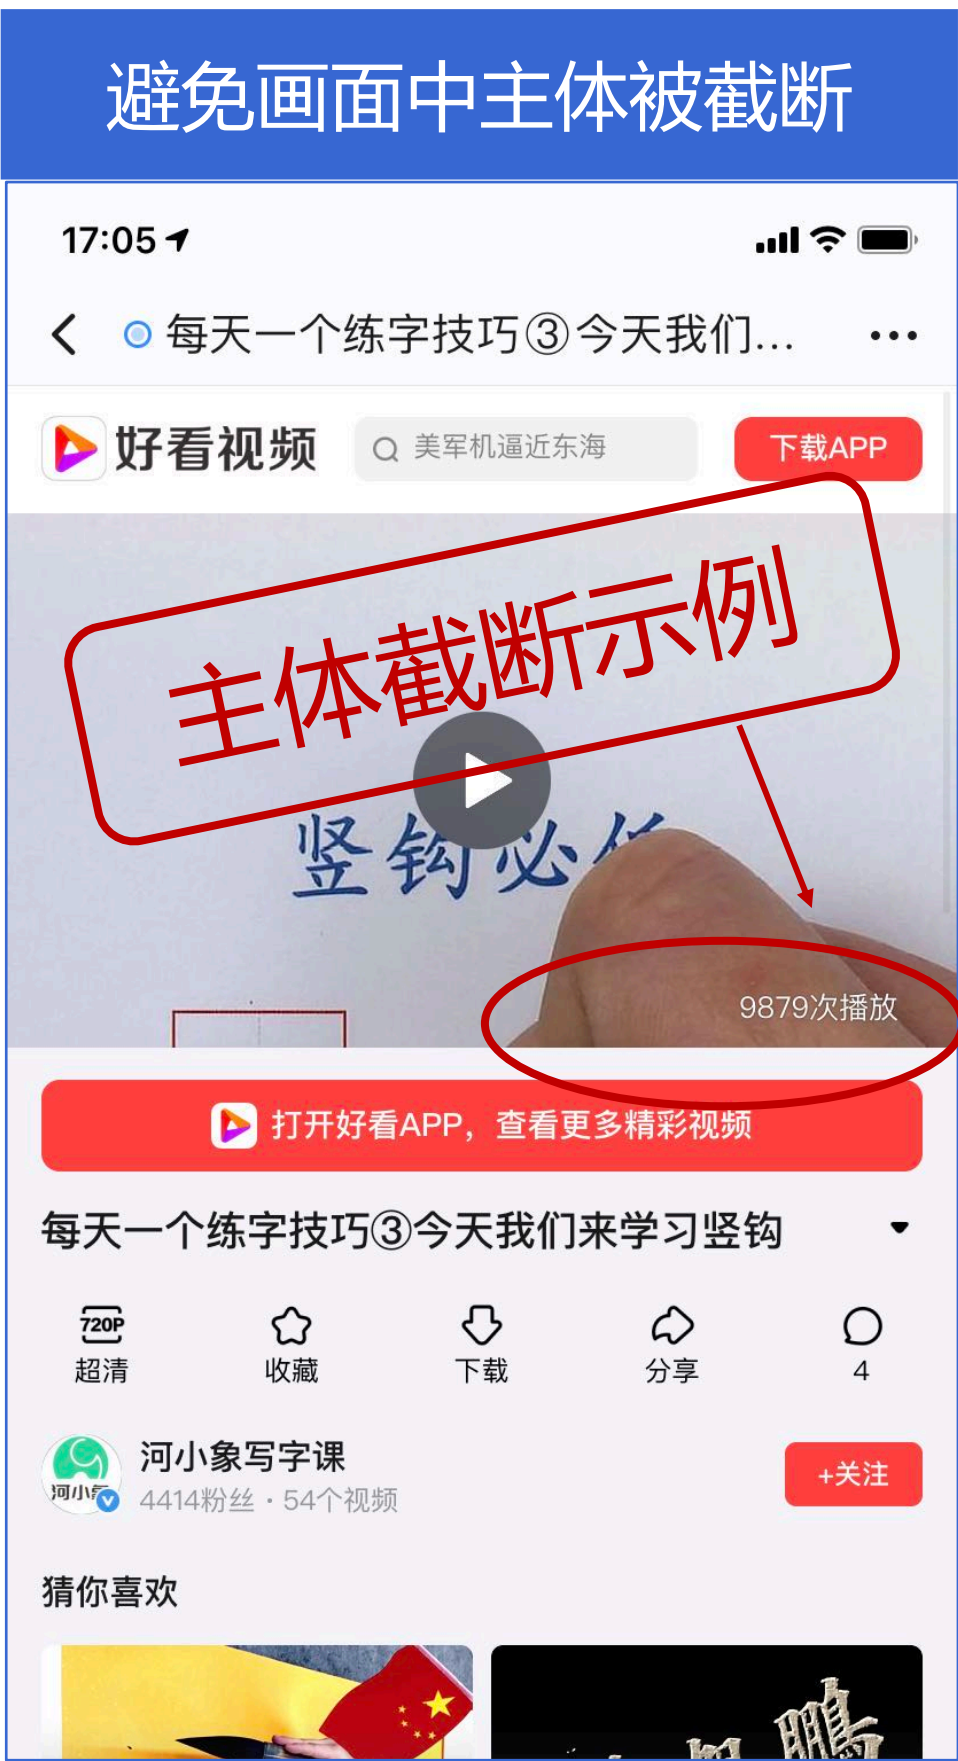 避免画面中主体被截断
17:05
每天一个练字技巧③今天我们...
好看视频
美军机逼近东海
下载APP
主体截断示例
竖钩必
9879次播放
打开好看APP，查看更多精彩视频
每天一个练字技巧③今天我们来学习竖钩
720P
超清
收藏
下载
分享
4
河小象写字课
河小
4414粉丝·54个视频
+关注
猜你喜欢
鹏